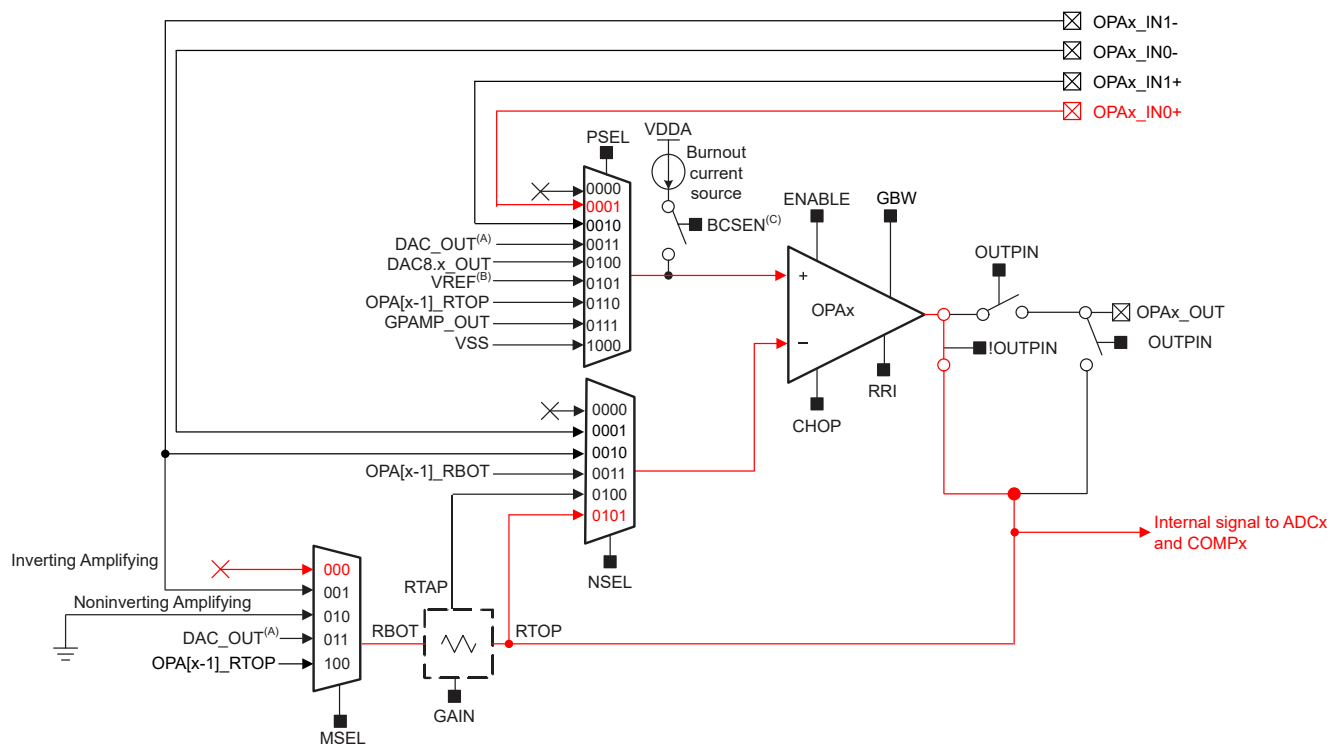 OPAx_IN1-
OPAx_IN0-
OPAx_IN1+
OPAx_IN0+
PSEL
VDDA
Burnout
current
source
BCSEN(C)
0000
0001
0010
DAC_OUT(A) 0011
DAC8.x_OUT 0100
VREF(B) 0101
OPA[x-1]_RTOP 0110
GPAMP_OUT 0111
VSS 1000
ENABLE
GBW
+
OPAx
−
CHOP
RRI
OUTPIN
OPAx_OUT
!OUTPIN
OUTPIN
0000
0001
0010
OPA[x-1]_RBOT 0011
0100
0101
NSEL
Internal signal to ADCx
and COMPx
Inverting Amplifying
000
001
Noninverting Amplifying
010
DAC_OUT(A) 011
OPA[x-1]_RTOP 100
MSEL
RBOT
RTAP
RTOP
GAIN